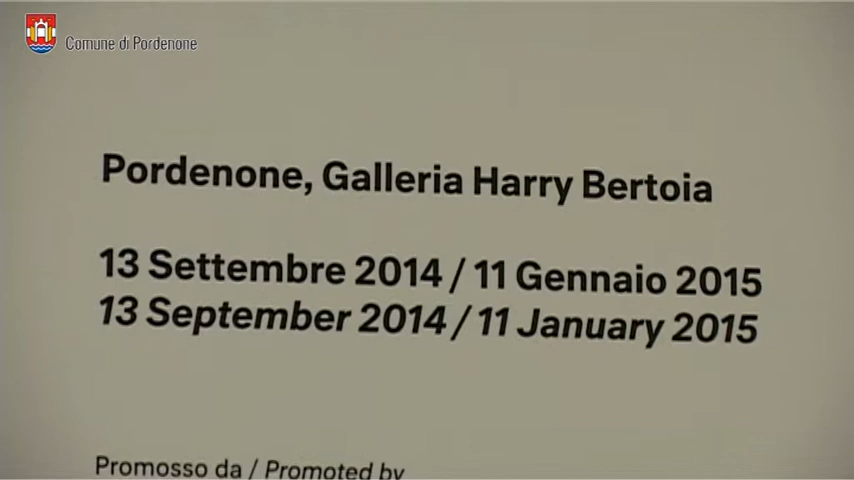 Comune di Pordenone
Pordenone, Galleria Harry Bertoia
13 Settembre 2014 / 11 Gennaio 2015
13 September 2014 / 11 January 2015
Promosso da / Promoted by